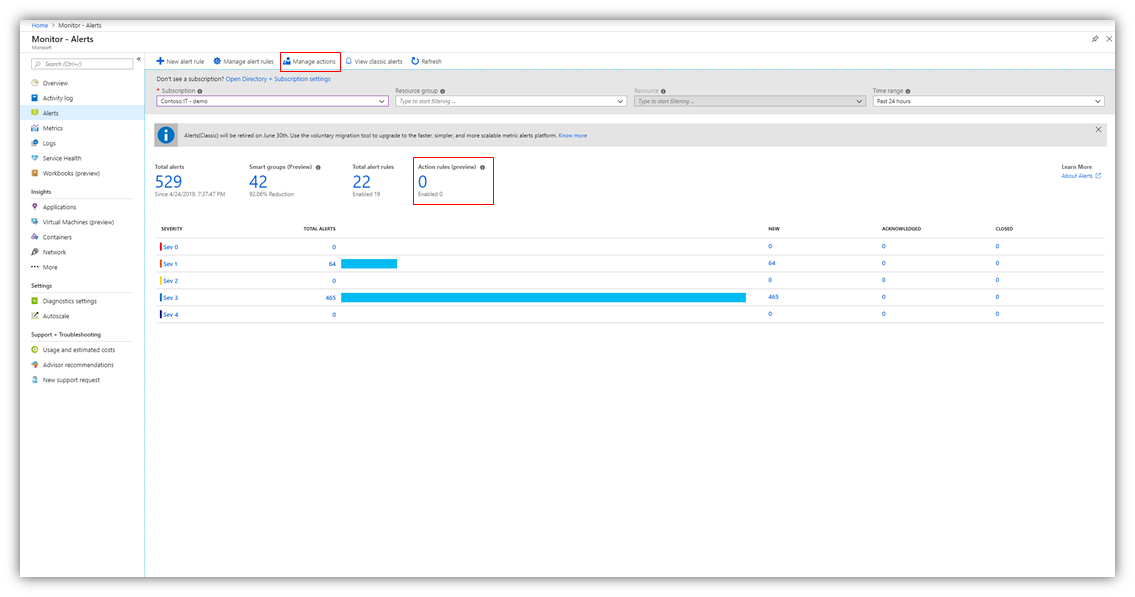 Home > Monitor - Alerts
Monitor - Alerts
Microsoft
Search (Ctrl+/)
Overview
Activity log
Alerts
Metrics
Logs
Service Health
Workbooks (preview)
Insights
Applications
Virtual Machines (preview)
Containers
Network
More
Settings
Diagnostics settings
Autoscale
Support + Troubleshooting
Usage and estimated costs
Advisor recommendations
New support request
New alert rule Manage alert rules Manage actions View classic alerts Refresh
Don't see a subscription? Open Directory + Subscription settings
* Subscription Resource group Resource Time range
Contoso IT - demo Type to start filtering ... Type to start filtering ... Past 24 hours
Alerts(Classic) will be retired on June 30th. Use the voluntary migration tool to upgrade to the faster, simpler, and more scalable metric alerts platform. Know more
Total alerts Smart groups (Preview) Total alert rules Action rules (preview) Learn More
529 42 22 0 About Alerts
Since 4/24/2019, 7:37:47 PM 92.06% Reduction Enabled 19 Enabled 0
SEVERITY TOTAL ALERTS NEW ACKNOWLEDGED CLOSED
Sev 0 0 0 0 0
Sev 1 64 64 0 0
Sev 2 0 0 0 0
Sev 3 465 465 0 0
Sev 4 0 0 0 0